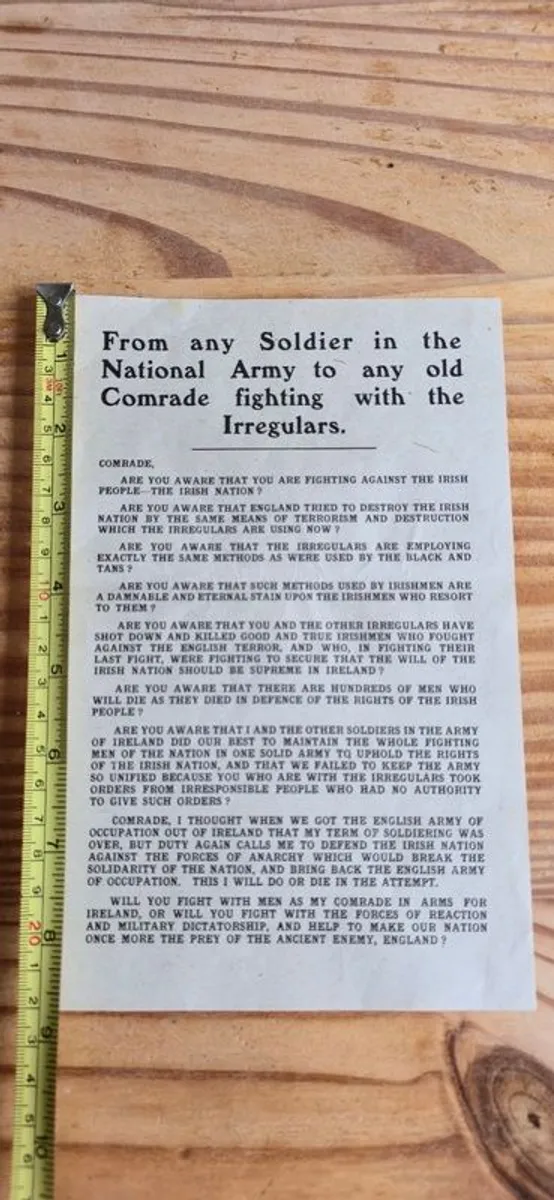 From any Soldier in the
National Army to any old
Comrade fighting with the
Irregulars.
COMRADE,
ARE YOU AWARE THAT YOU ARE FIGHTING AGAINST THE IRISH
PEOPLE—THE IRISH NATION?
ARE YOU AWARE THAT ENGLAND TRIED TO DESTROY THE IRISH
NATION BY THE SAME MEANS OF TERRORISM AND DESTRUCTION
WHICH THE IRREGULARS ARE USING NOW?
ARE YOU AWARE THAT THE IRREGULARS ARE EMPLOYING
EXACTLY THE SAME METHODS AS WERE USED BY THE BLACK AND
TANS?
ARE YOU AWARE THAT SUCH METHODS USED BY IRISHMEN ARE
A DAMNABLE AND ETERNAL STAIN UPON THE IRISHMEN WHO RESORT
TO THEM?
ARE YOU AWARE THAT YOU AND THE OTHER IRREGULARS HAVE
SHOT DOWN AND KILLED GOOD AND TRUE IRISHMEN WHO FOUGHT
AGAINST THE ENGLISH TERROR, AND WHO, IN FIGHTING THEIR
LAST FIGHT, WERE FIGHTING TO SECURE THAT THE WILL OF THE
IRISH NATION SHOULD BE SUPREME IN IRELAND?
ARE YOU AWARE THAT THERE ARE HUNDREDS OF MEN WHO
WILL DIE AS THEY DIED IN DEFENCE OF THE RIGHTS OF THE IRISH
PEOPLE?
ARE YOU AWARE THAT I AND THE OTHER SOLDIERS IN THE ARMY
OF IRELAND DID OUR BEST TO MAINTAIN THE WHOLE FIGHTING
MEN OF THE NATION IN ONE SOLID ARMY TO UPHOLD THE RIGHTS
OF THE IRISH NATION, AND THAT WE FAILED TO KEEP THE ARMY
SO UNIFIED BECAUSE YOU WHO ARE WITH THE IRREGULARS TOOK
ORDERS FROM IRRESPONSIBLE PEOPLE WHO HAD NO AUTHORITY
TO GIVE SUCH ORDERS?
COMRADE, I THOUGHT WHEN WE GOT THE ENGLISH ARMY OF
OCCUPATION OUT OF IRELAND THAT MY TERM OF SOLDIERING WAS
OVER, BUT DUTY AGAIN CALLS ME TO DEFEND THE IRISH NATION
AGAINST THE FORCES OF ANARCHY WHICH WOULD BREAK THE
SOLIDARITY OF THE NATION, AND BRING BACK THE ENGLISH ARMY
OF OCCUPATION. THIS I WILL DO OR DIE IN THE ATTEMPT.
WILL YOU FIGHT WITH MEN AS MY COMRADE IN ARMS FOR
IRELAND, OR WILL YOU FIGHT WITH THE FORCES OF REACTION
AND MILITARY DICTATORSHIP, AND HELP TO MAKE OUR NATION
ONCE MORE THE PREY OF THE ANCIENT ENEMY, ENGLAND?